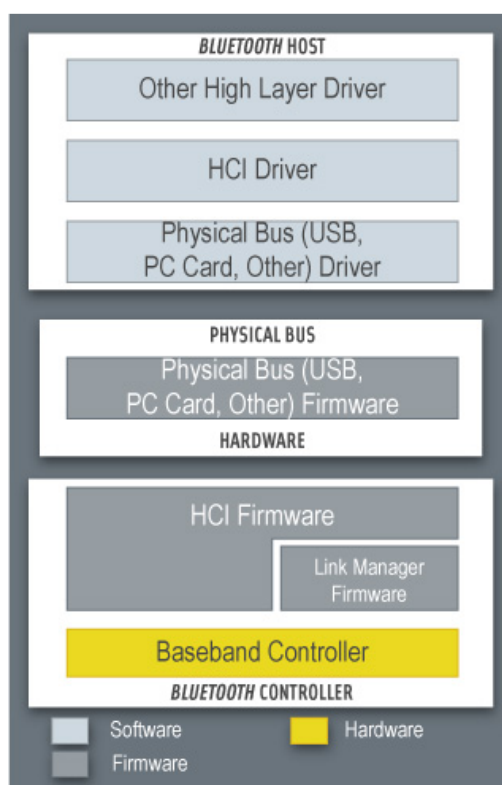 BLUETOOTH HOST
Other High Layer Driver
HCI Driver
Physical Bus (USB,
PC Card, Other) Driver
PHYSICAL BUS
Physical Bus (USB,
PC Card, Other) Firmware
HARDWARE
HCI Firmware
Link Manager
Firmware
Baseband Controller
BLUETOOTH CONTROLLER
Software
Hardware
Firmware